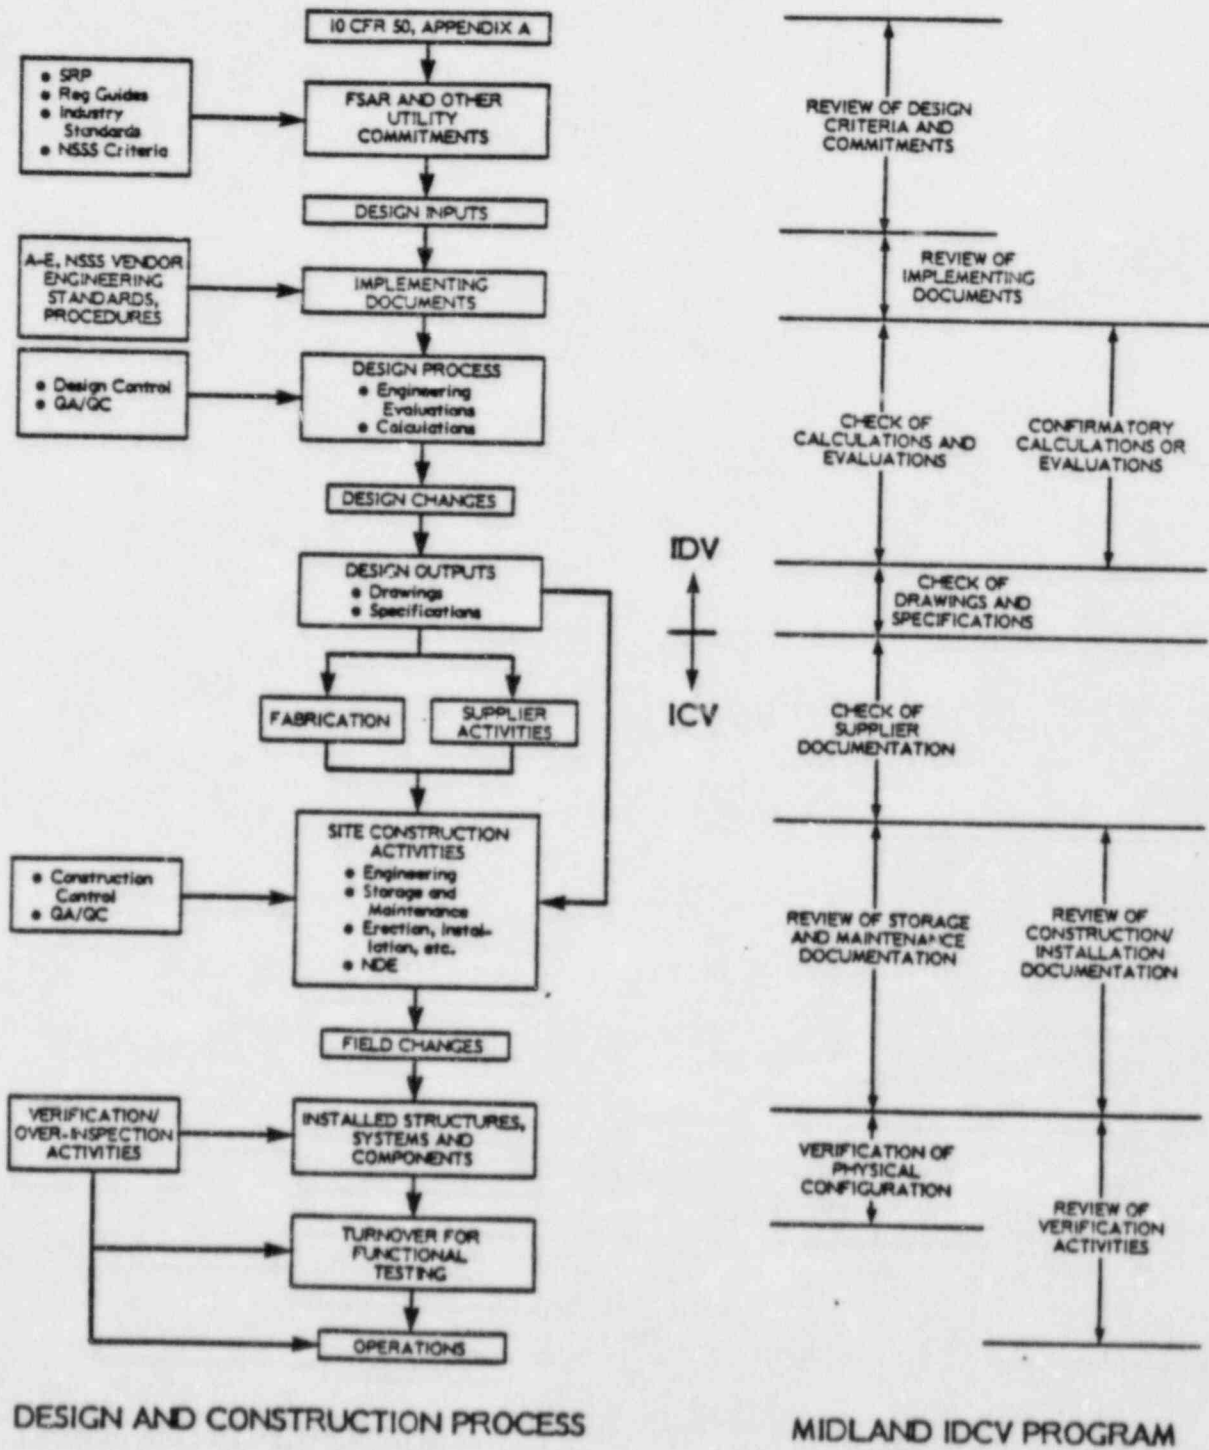 10 CFR 50, APPENDIX A
• SRP
• Reg Guides
• Industry
Standards
• NSSS Criteria
FSAR AND OTHER
UTILITY
COMMITMENTS
DESIGN INPUTS
A-E, NSSS VENDOR
ENGINEERING
STANDARDS,
PROCEDURES
IMPLEMENTING
DOCUMENTS
• Design Control
• QA/QC
DESIGN PROCESS
• Engineering
Evaluations
• Calculations
DESIGN CHANGES
DESIGN OUTPUTS
• Drawings
• Specifications
FABRICATION
SUPPLIER
ACTIVITIES
• Construction
Control
• QA/QC
SITE CONSTRUCTION
ACTIVITIES
• Engineering
• Storage and
Maintenance
• Erection, Instal-
lation, etc.
• NDE
FIELD CHANGES
VERIFICATION/
OVER-INSPECTION
ACTIVITIES
INSTALLED STRUCTURES,
SYSTEMS AND
COMPONENTS
TURNOVER FOR
FUNCTIONAL
TESTING
OPERATIONS
DESIGN AND CONSTRUCTION PROCESS
IDV
ICV
REVIEW OF DESIGN
CRITERIA AND
COMMITMENTS
REVIEW OF
IMPLEMENTING
DOCUMENTS
CHECK OF
CALCULATIONS AND
EVALUATIONS
CONFIRMATORY
CALCULATIONS OR
EVALUATIONS
CHECK OF
DRAWINGS AND
SPECIFICATIONS
CHECK OF
SUPPLIER
DOCUMENTATION
REVIEW OF STORAGE
AND MAINTENANCE
DOCUMENTATION
REVIEW OF
CONSTRUCTION/
INSTALLATION
DOCUMENTATION
VERIFICATION OF
PHYSICAL
CONFIGURATION
REVIEW OF
VERIFICATION
ACTIVITIES
MIDLAND IDCV PROGRAM